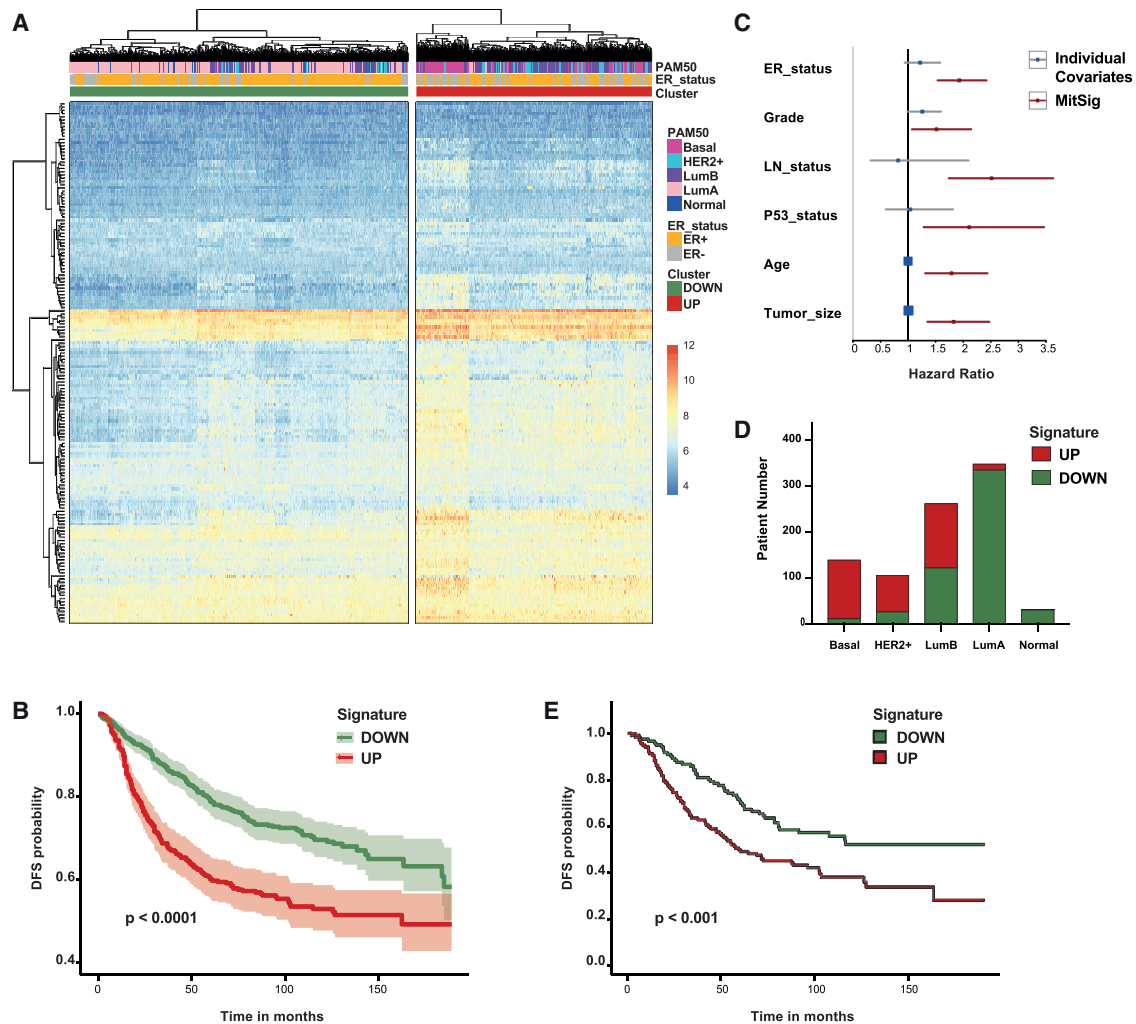 A
PAM50
ER_status
Cluster
PAM50
Basal
HER2+
LumB
LumA
Normal
ER_status
ER+
ER-
Cluster
DOWN
UP
12
10
8
6
4
C
ER_status
Grade
LN_status
P53_status
Age
Tumor_size
0 0.5 1 1.5 2 2.5 3 3.5
Hazard Ratio
Individual
Covariates
MitSig
D
Signature
UP
DOWN
Patient Number
400
300
200
100
0
Basal HER2+ LumB LumA Normal
B
Signature
DOWN
UP
DFS probability
1.0
0.8
0.6
0.4
p < 0.0001
0 50 100 150
Time in months
E
Signature
DOWN
UP
DFS probability
1.0
0.8
0.6
0.4
0.2
0.0
p < 0.001
0 50 100 150
Time in months